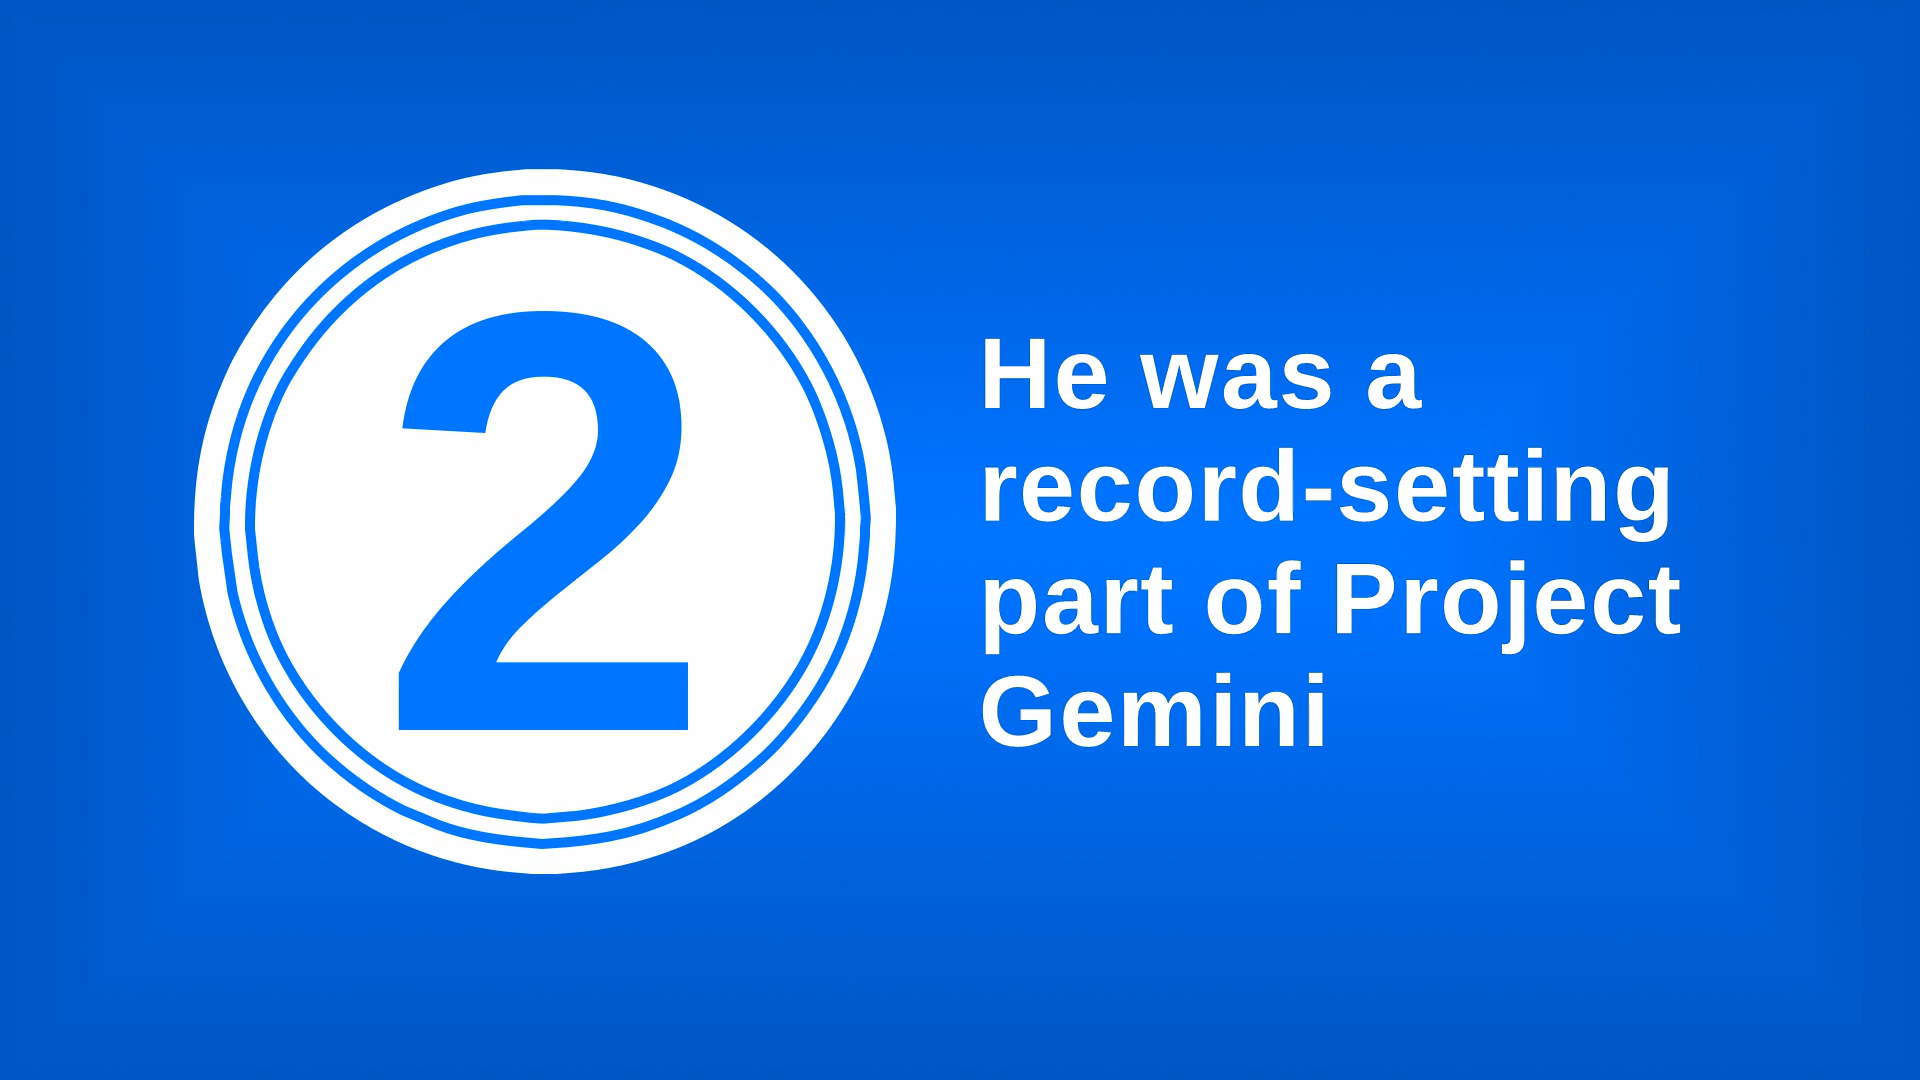 2
He was a
record-setting
part of Project
Gemini